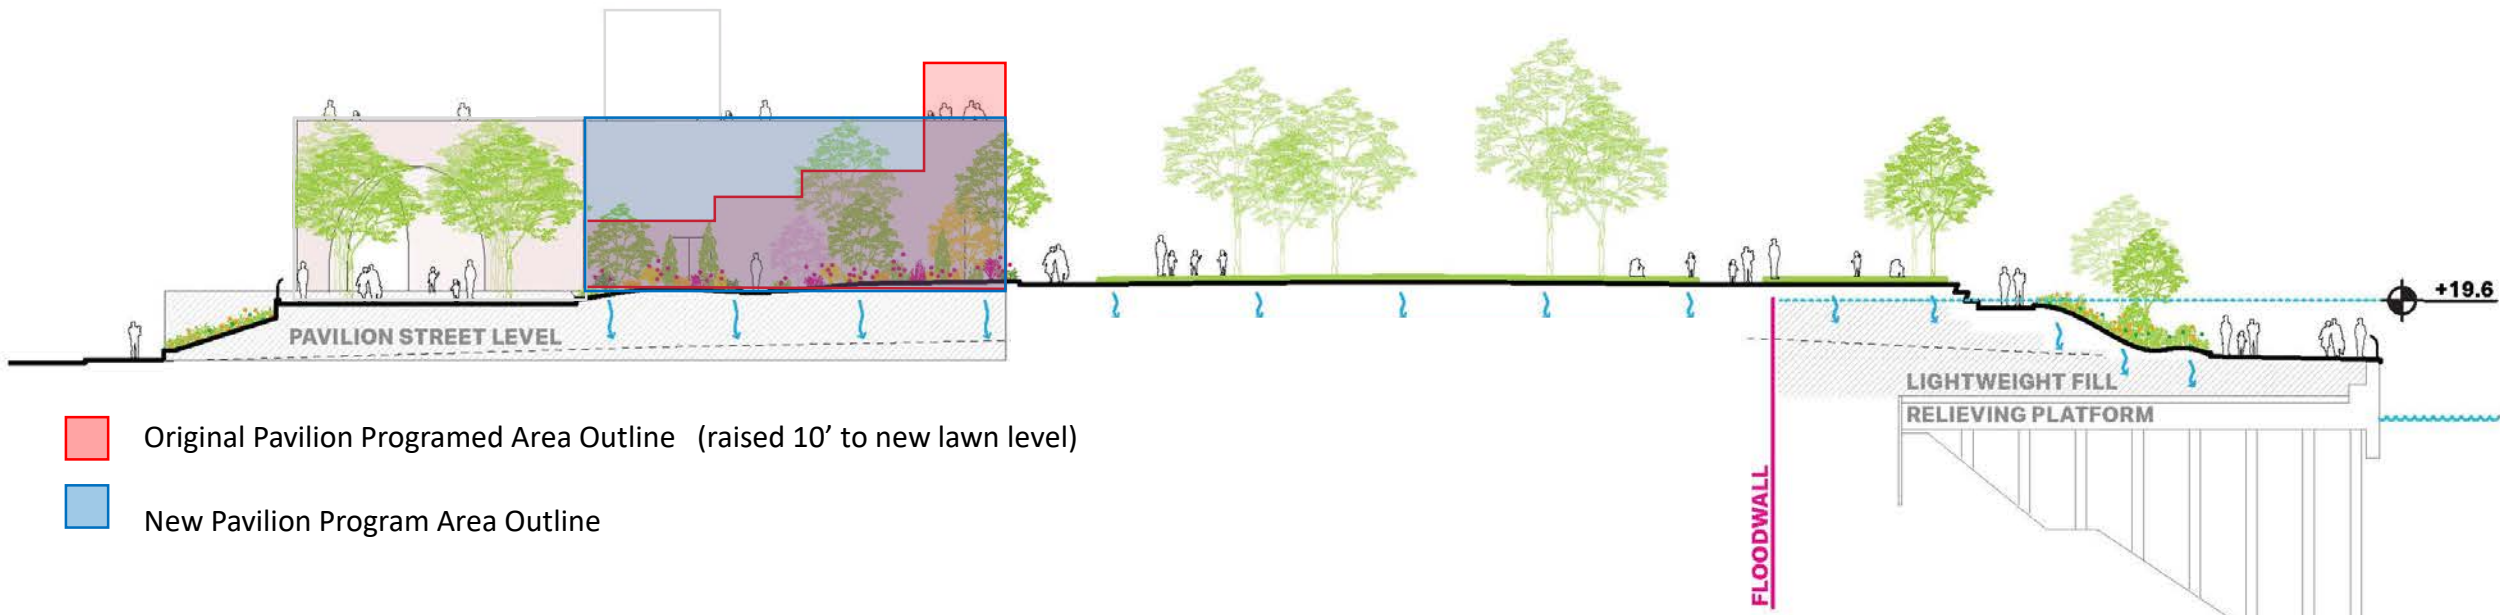 +19.6
PAVILION STREET LEVEL
LIGHTWEIGHT FILL
RELIEVING PLATFORM
FLOODWALL
Original Pavilion Programed Area Outline (raised 10’ to new lawn level)
New Pavilion Program Area Outline